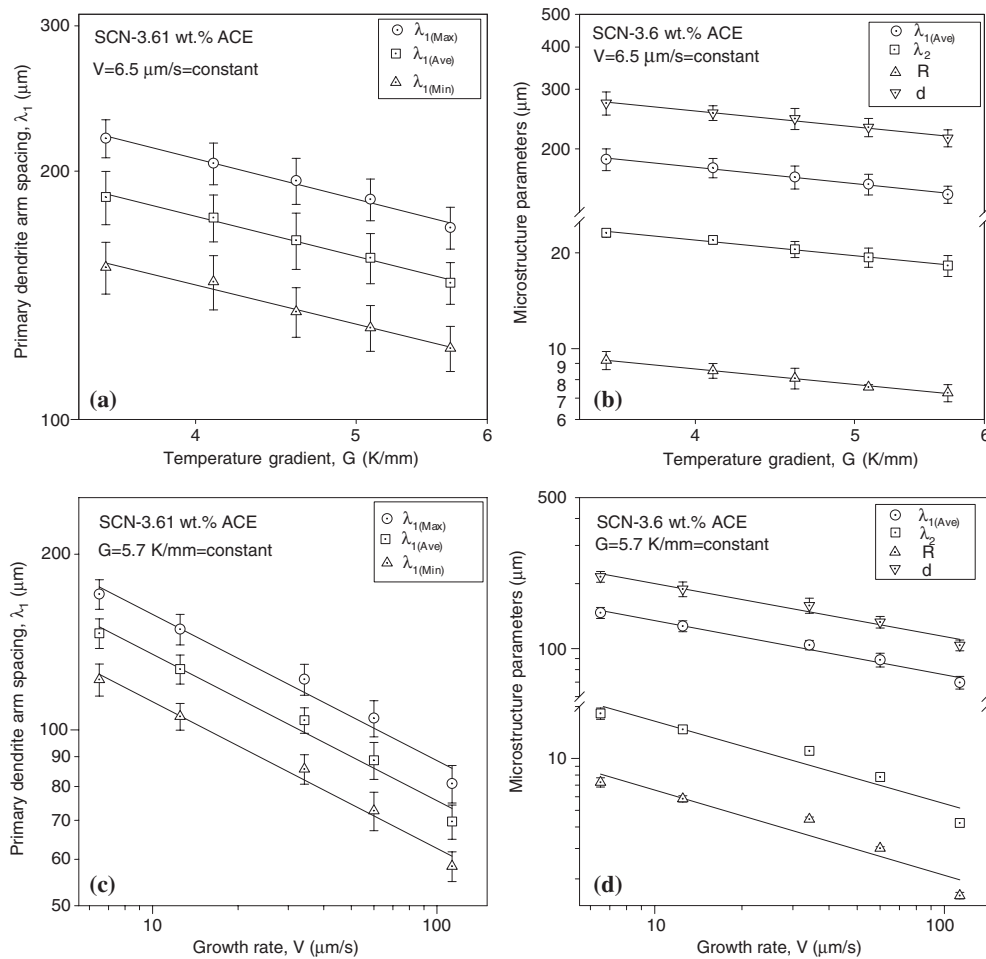 300
200
100
Primary dendrite arm spacing, λ1 (μm)
SCN-3.61 wt.% ACE
V=6.5 μm/s=constant
λ1(Max)
λ1(Ave)
λ1(Min)
(a)
4 5 6
Temperature gradient, G (K/mm)
500
400
300
200
20
10
9
8
7
6
Microstructure parameters (μm)
SCN-3.6 wt.% ACE
V=6.5 μm/s=constant
λ1(Ave)
λ2
R
d
(b)
4 5 6
Temperature gradient, G (K/mm)
200
100
90
80
70
60
50
Primary dendrite arm spacing, λ1 (μm)
SCN-3.61 wt.% ACE
G=5.7 K/mm=constant
λ1(Max)
λ1(Ave)
λ1(Min)
(c)
10 100
Growth rate, V (μm/s)
500
100
10
Microstructure parameters (μm)
SCN-3.6 wt.% ACE
G=5.7 K/mm=constant
λ1(Ave)
λ2
R
d
(d)
10 100
Growth rate, V (μm/s)